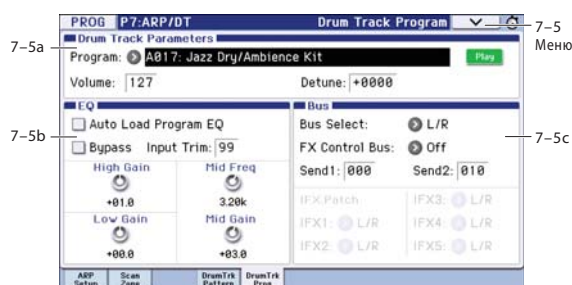 PROG P7:ARP/DT Drum Track Program
7–5
Меню
7–5a
Drum Track Parameters
Program: A017: Jazz Dry/Ambience Kit Play
Volume: 127 Detune: +0000
7–5b
EQ
Auto Load Program EQ
Bypass Input Trim: 99
High Gain Mid Freq
+01.0 3.20k
Low Gain Mid Gain
+00.0 +03.0
7–5c
Bus
Bus Select: L/R
FX Control Bus: Off
Send1: 000 Send2: 010
IFX Patch IFX3: L/R
IFX1: L/R IFX4: L/R
IFX2: L/R IFX5: L/R
ARP Setup
Scan Zone
DrumTrk Pattern
DrumTrk Prog